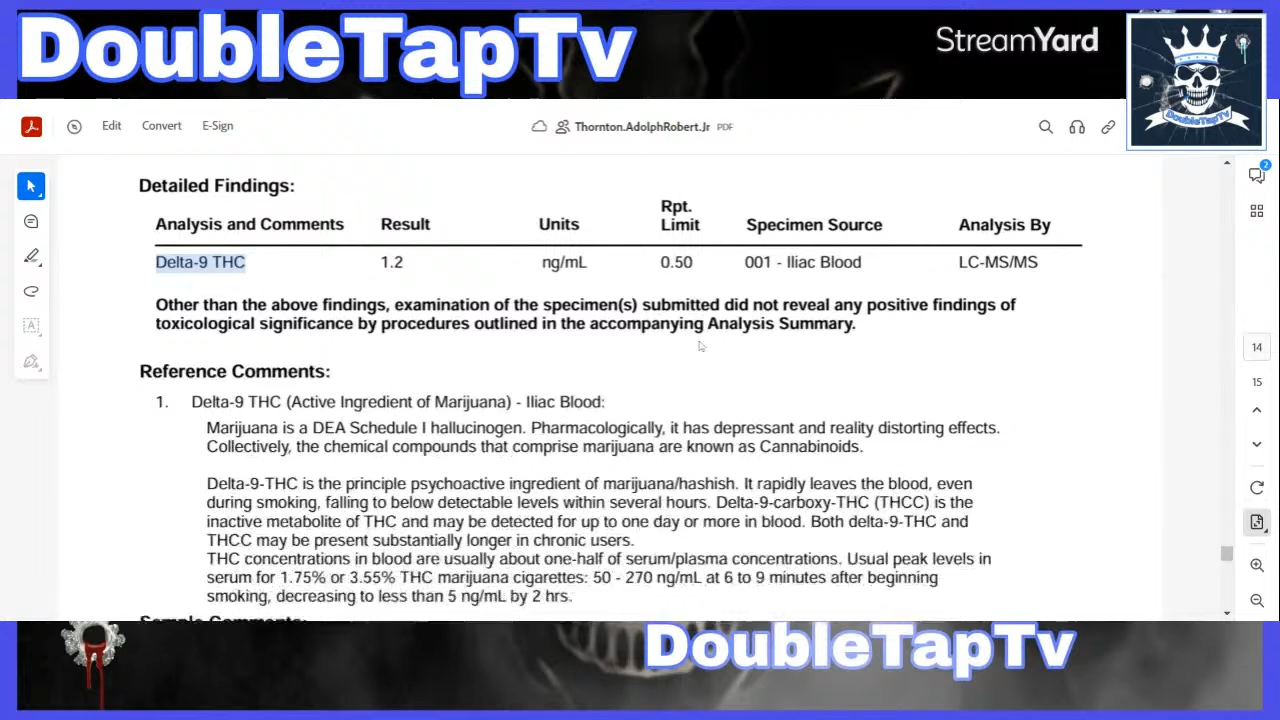 DoubleTapTv
StreamYard
DoubleTapTv
Edit Convert E-Sign
Thornton.AdolphRobert.Jr PDF
2
Detailed Findings:
Analysis and Comments Result Units Rpt. Limit Specimen Source Analysis By
Delta-9 THC 1.2 ng/mL 0.50 001 - Iliac Blood LC-MS/MS
Other than the above findings, examination of the specimen(s) submitted did not reveal any positive findings of
toxicological significance by procedures outlined in the accompanying Analysis Summary.
14
15
Reference Comments:
1. Delta-9 THC (Active Ingredient of Marijuana) - Iliac Blood:
Marijuana is a DEA Schedule I hallucinogen. Pharmacologically, it has depressant and reality distorting effects.
Collectively, the chemical compounds that comprise marijuana are known as Cannabinoids.
Delta-9-THC is the principle psychoactive ingredient of marijuana/hashish. It rapidly leaves the blood, even
during smoking, falling to below detectable levels within several hours. Delta-9-carboxy-THC (THCC) is the
inactive metabolite of THC and may be detected for up to one day or more in blood. Both delta-9-THC and
THCC may be present substantially longer in chronic users.
THC concentrations in blood are usually about one-half of serum/plasma concentrations. Usual peak levels in
serum for 1.75% or 3.55% THC marijuana cigarettes: 50 - 270 ng/mL at 6 to 9 minutes after beginning
smoking, decreasing to less than 5 ng/mL by 2 hrs.
Sample Comments:
DoubleTapTv